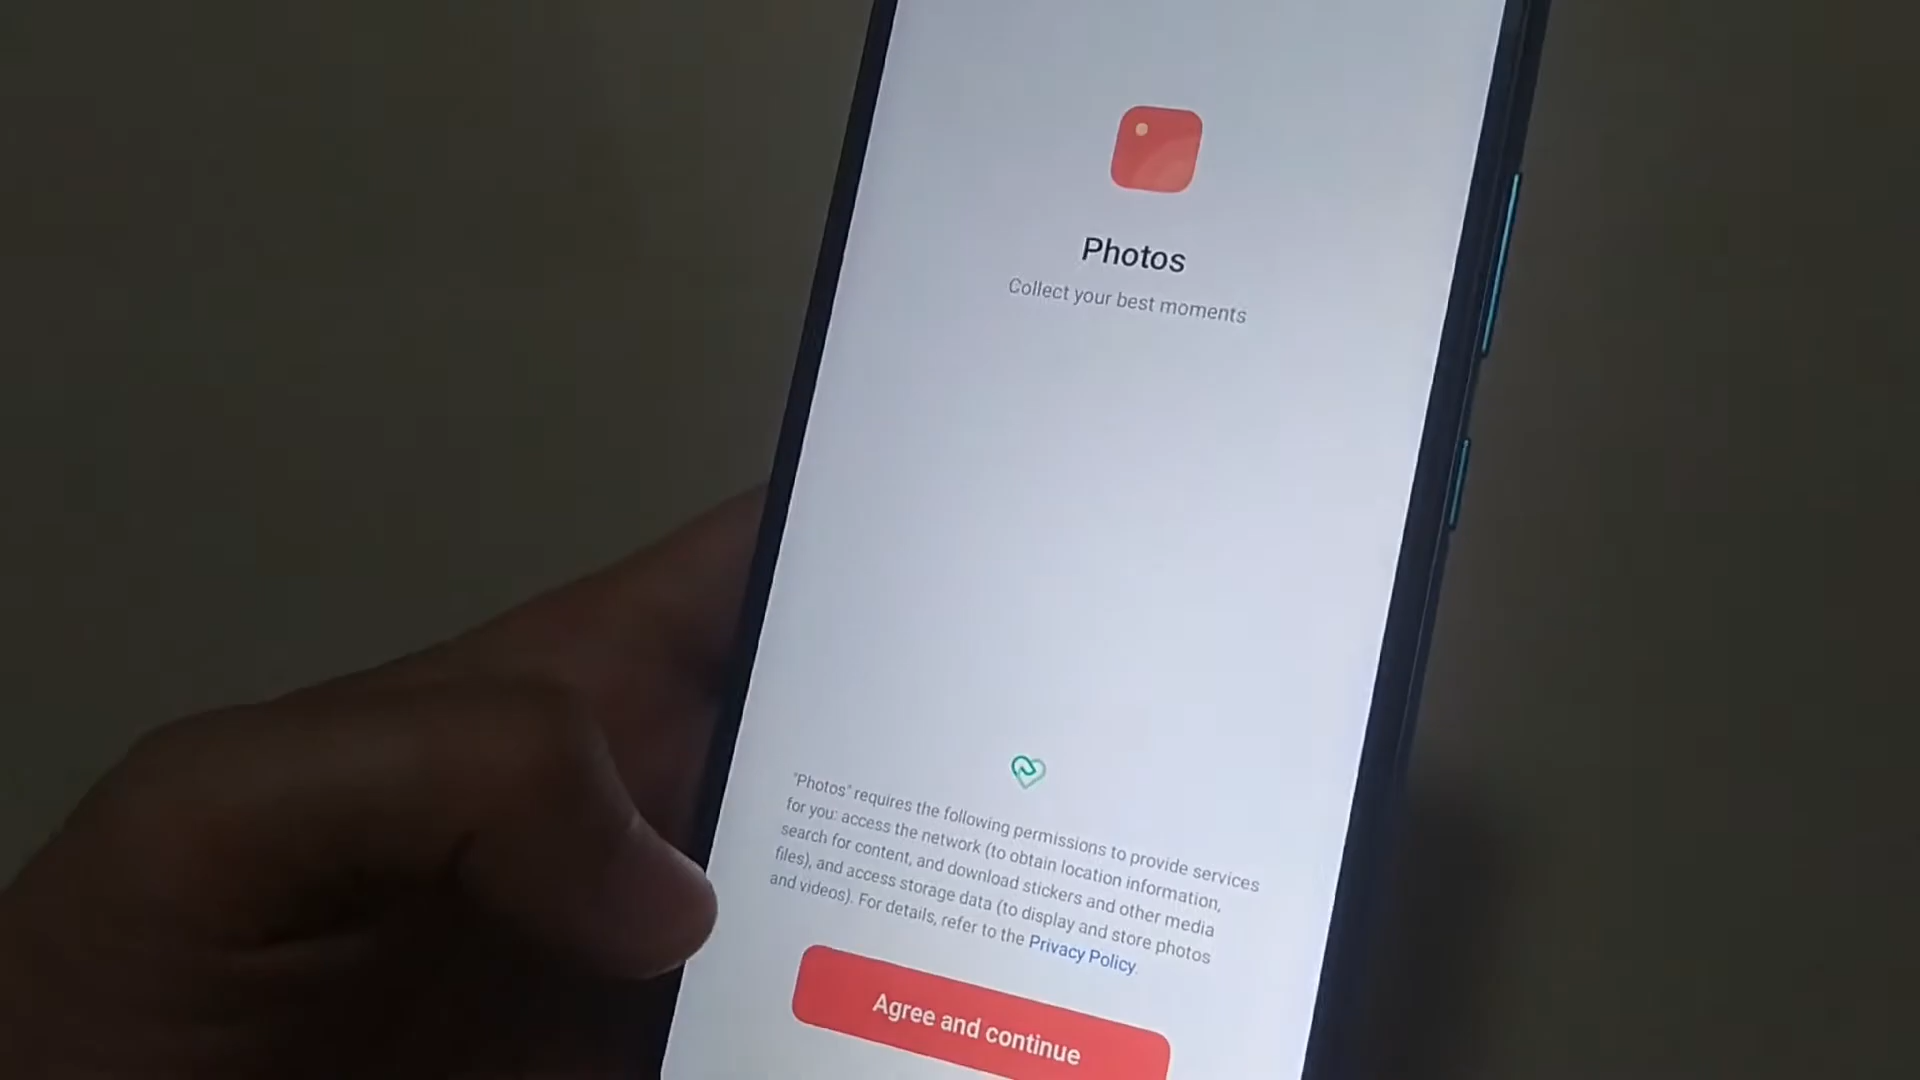 Photos
Collect your best moments
"Photos" requires the following permissions to provide services
for you: access the network (to obtain location information,
search for content, and download stickers and other media
files), and access storage data (to display and store photos
and videos). For details, refer to the Privacy Policy.
Agree and continue